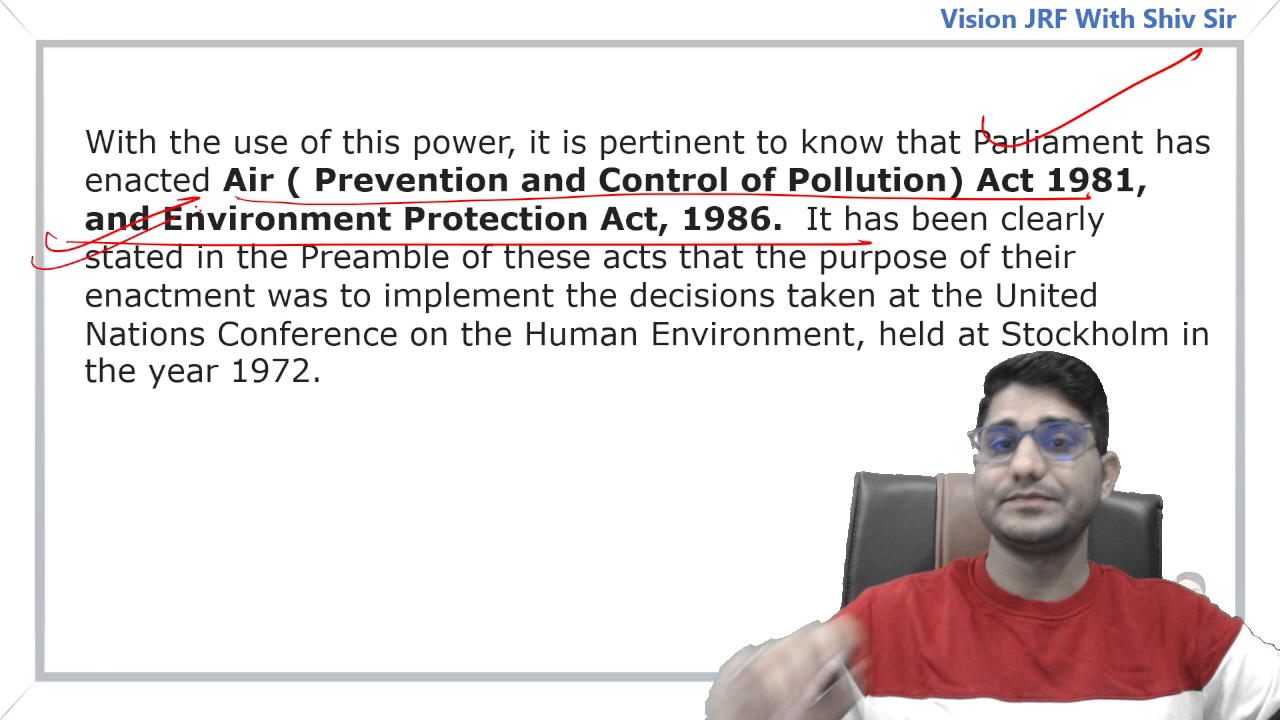 Vision JRF With Shiv Sir
With the use of this power, it is pertinent to know that Parliament has
enacted Air ( Prevention and Control of Pollution) Act 1981,
and Environment Protection Act, 1986. It has been clearly
stated in the Preamble of these acts that the purpose of their
enactment was to implement the decisions taken at the United
Nations Conference on the Human Environment, held at Stockholm in
the year 1972.